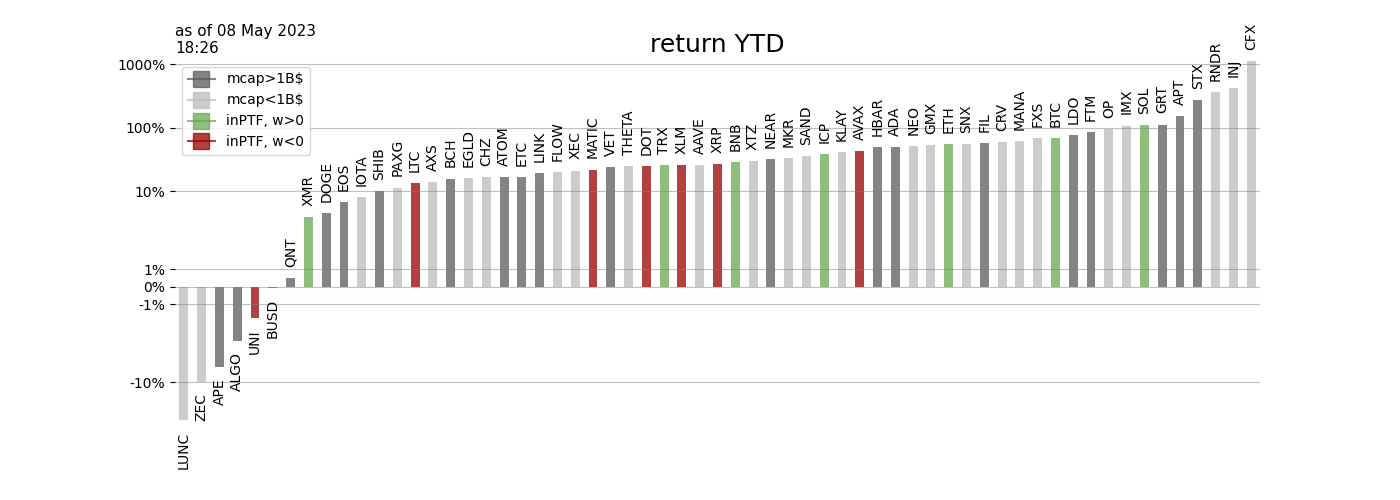 as of 08 May 2023
18:26
return YTD
mcap>1B$
mcap<1B$
inPTF, w>0
inPTF, w<0
1000%
100%
10%
1%
0%
-1%
-10%
LUNC
ZEC
APE
ALGO
UNI
BUSD
QNT
XMR
DOGE
EOS
IOTA
SHIB
PAXG
LTC
AXS
BCH
EGLD
CHZ
ATOM
ETC
LINK
FLOW
XEC
MATIC
VET
THETA
DOT
TRX
XLM
AAVE
XRP
BNB
XTZ
NEAR
MKR
SAND
ICP
KLAY
AVAX
HBAR
ADA
NEO
GMX
ETH
SNX
FIL
CRV
MANA
FXS
BTC
LDO
FTM
OP
IMX
SOL
GRT
APT
STX
RNDR
INJ
CFX